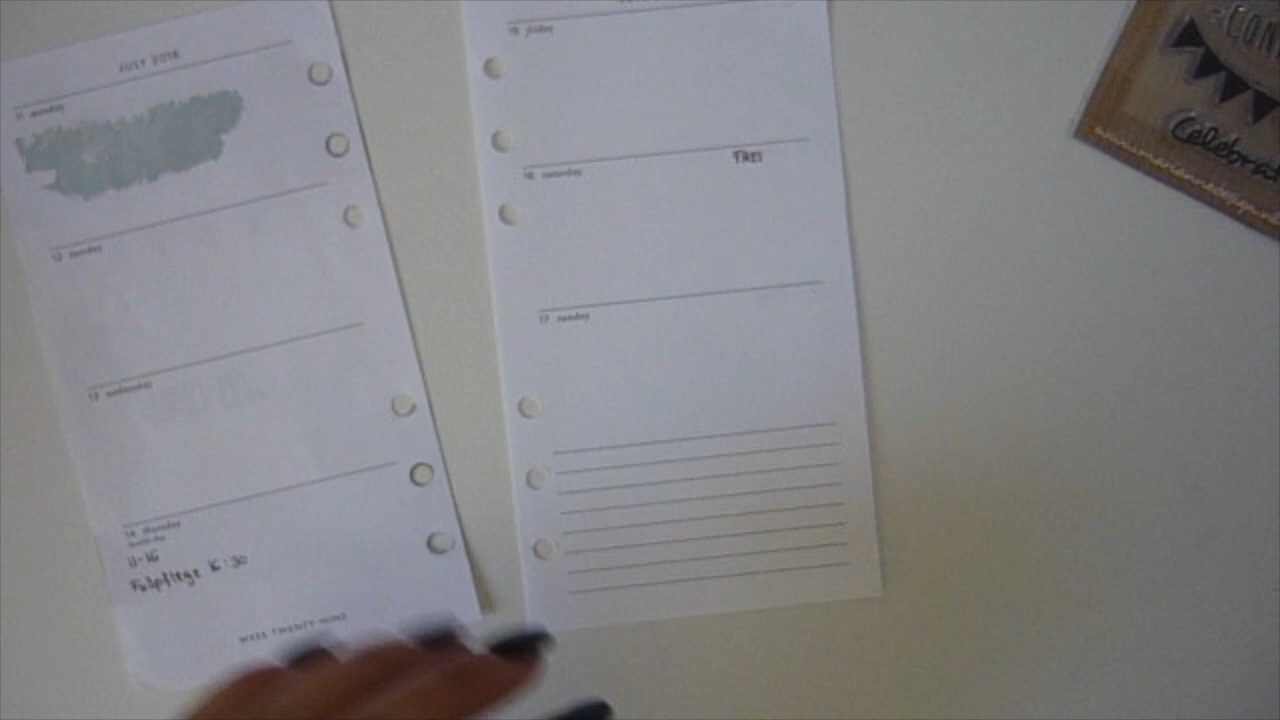 JULY 2016
11 monday
12 tuesday
13 wednesday
14 thursday
11-16
Fußpflege 16:30
WEEK TWENTY-NINE
15 friday
FREI
16 saturday
17 sunday
CON
Celebrat